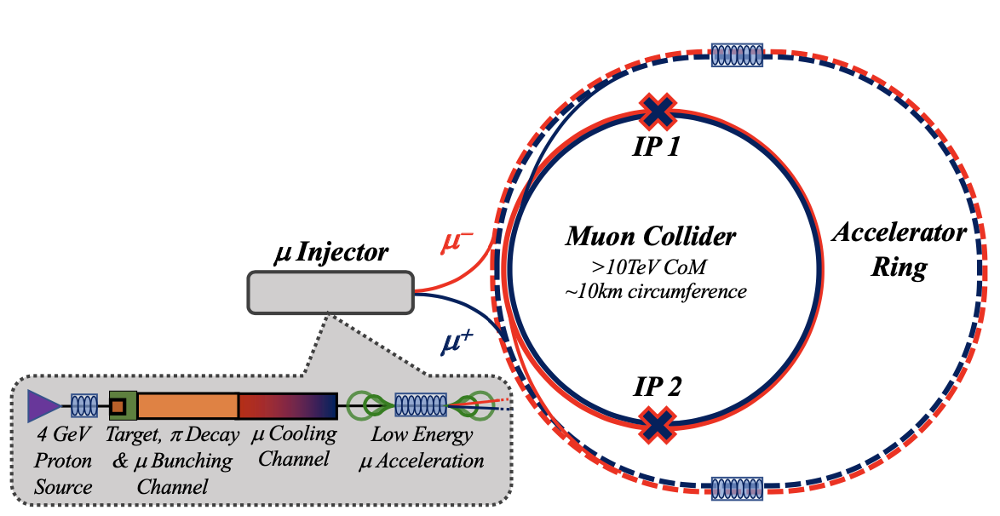 IP 1
μ Injector
μ⁻
μ⁺
Muon Collider
>10TeV CoM
~10km circumference
Accelerator
Ring
IP 2
4 GeV
Proton
Source
Target, π Decay
& μ Bunching
Channel
μ Cooling
Channel
Low Energy
μ Acceleration